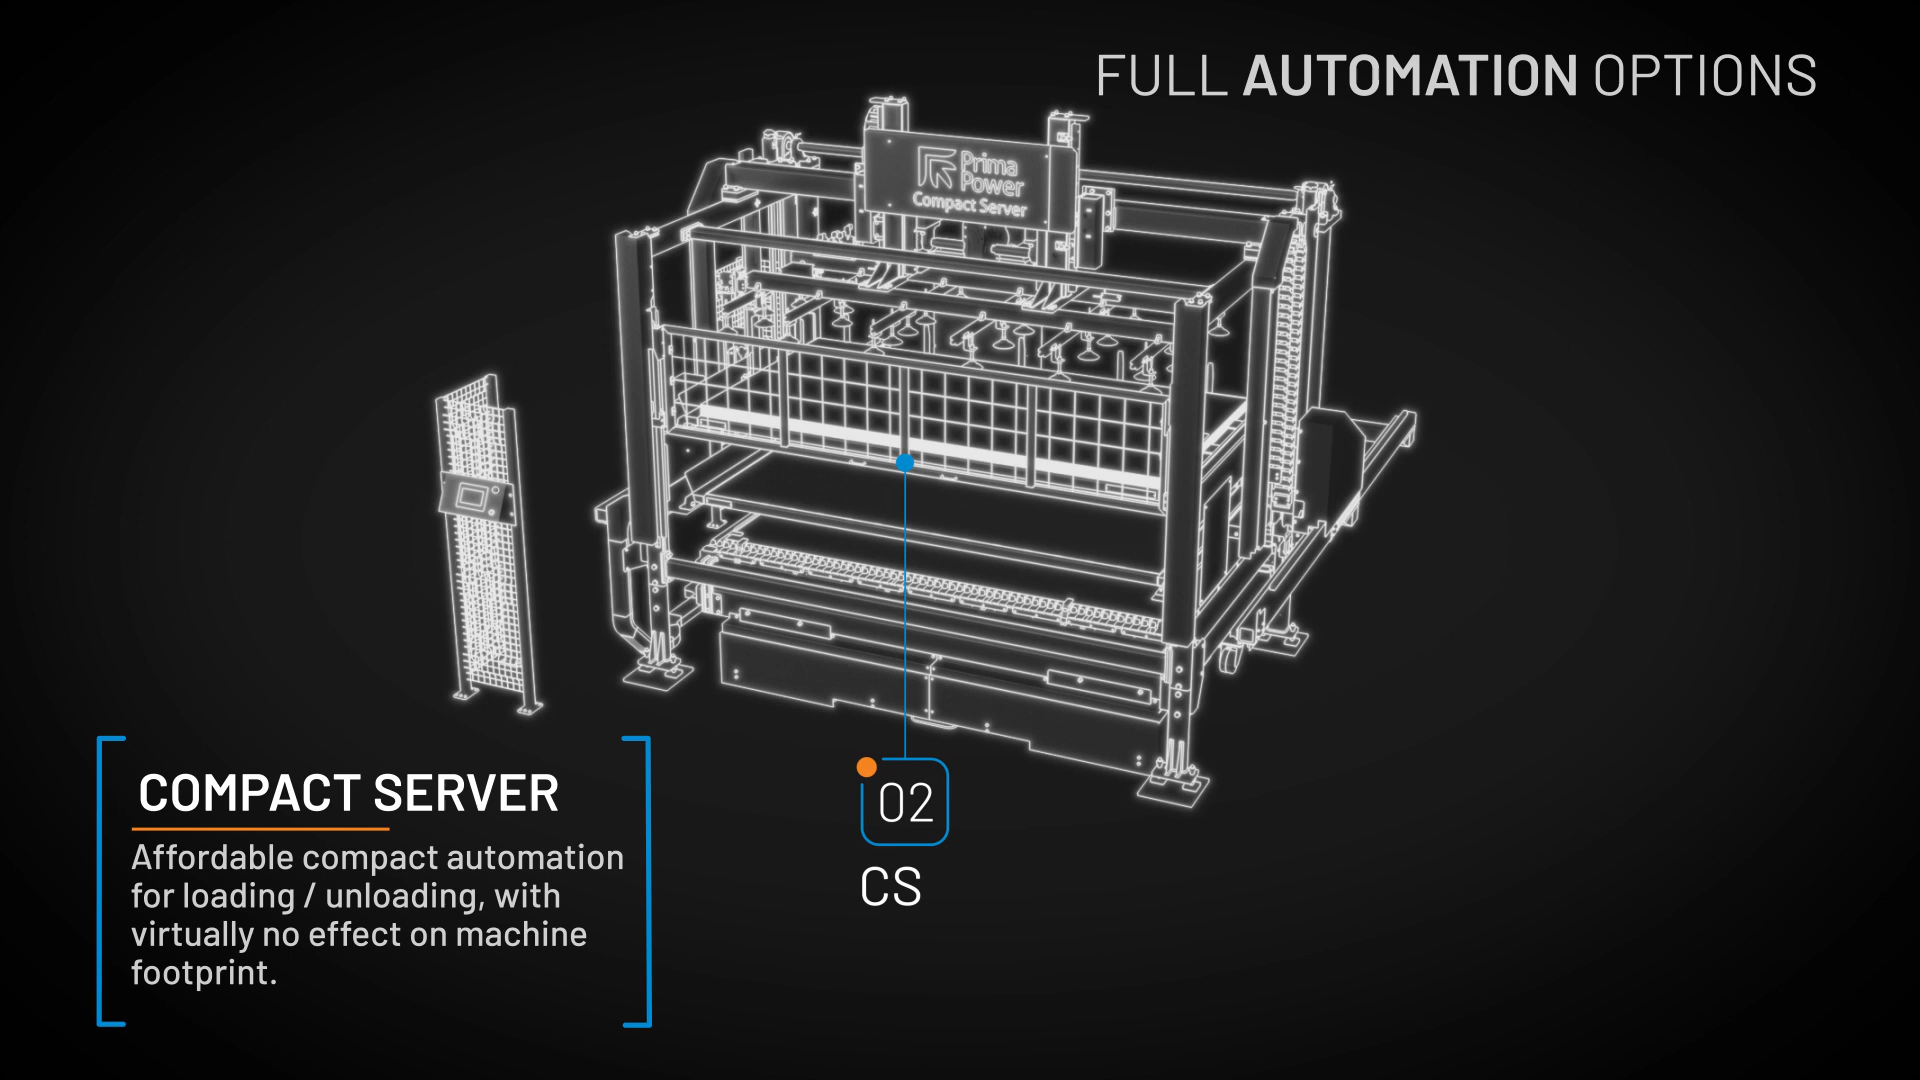 FULL AUTOMATION OPTIONS
Prima
Power
Compact Server
COMPACT SERVER
Affordable compact automation
for loading / unloading, with
virtually no effect on machine
footprint.
02
CS